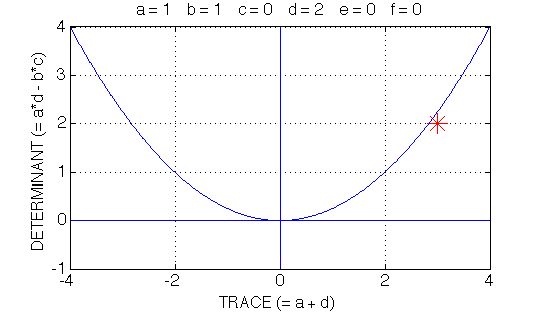 a = 1 b = 1 c = 0 d = 2 e = 0 f = 0
DETERMINANT (= a*d - b*c)
4
3
2
1
0
-1
-4 -2 0 2 4
TRACE (= a + d)